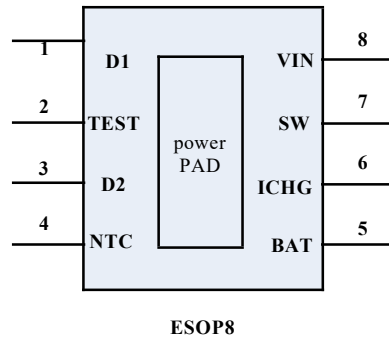 1 D1 VIN 8
2 TEST SW 7
power
PAD
3 D2 ICHG 6
4 NTC BAT 5
ESOP8